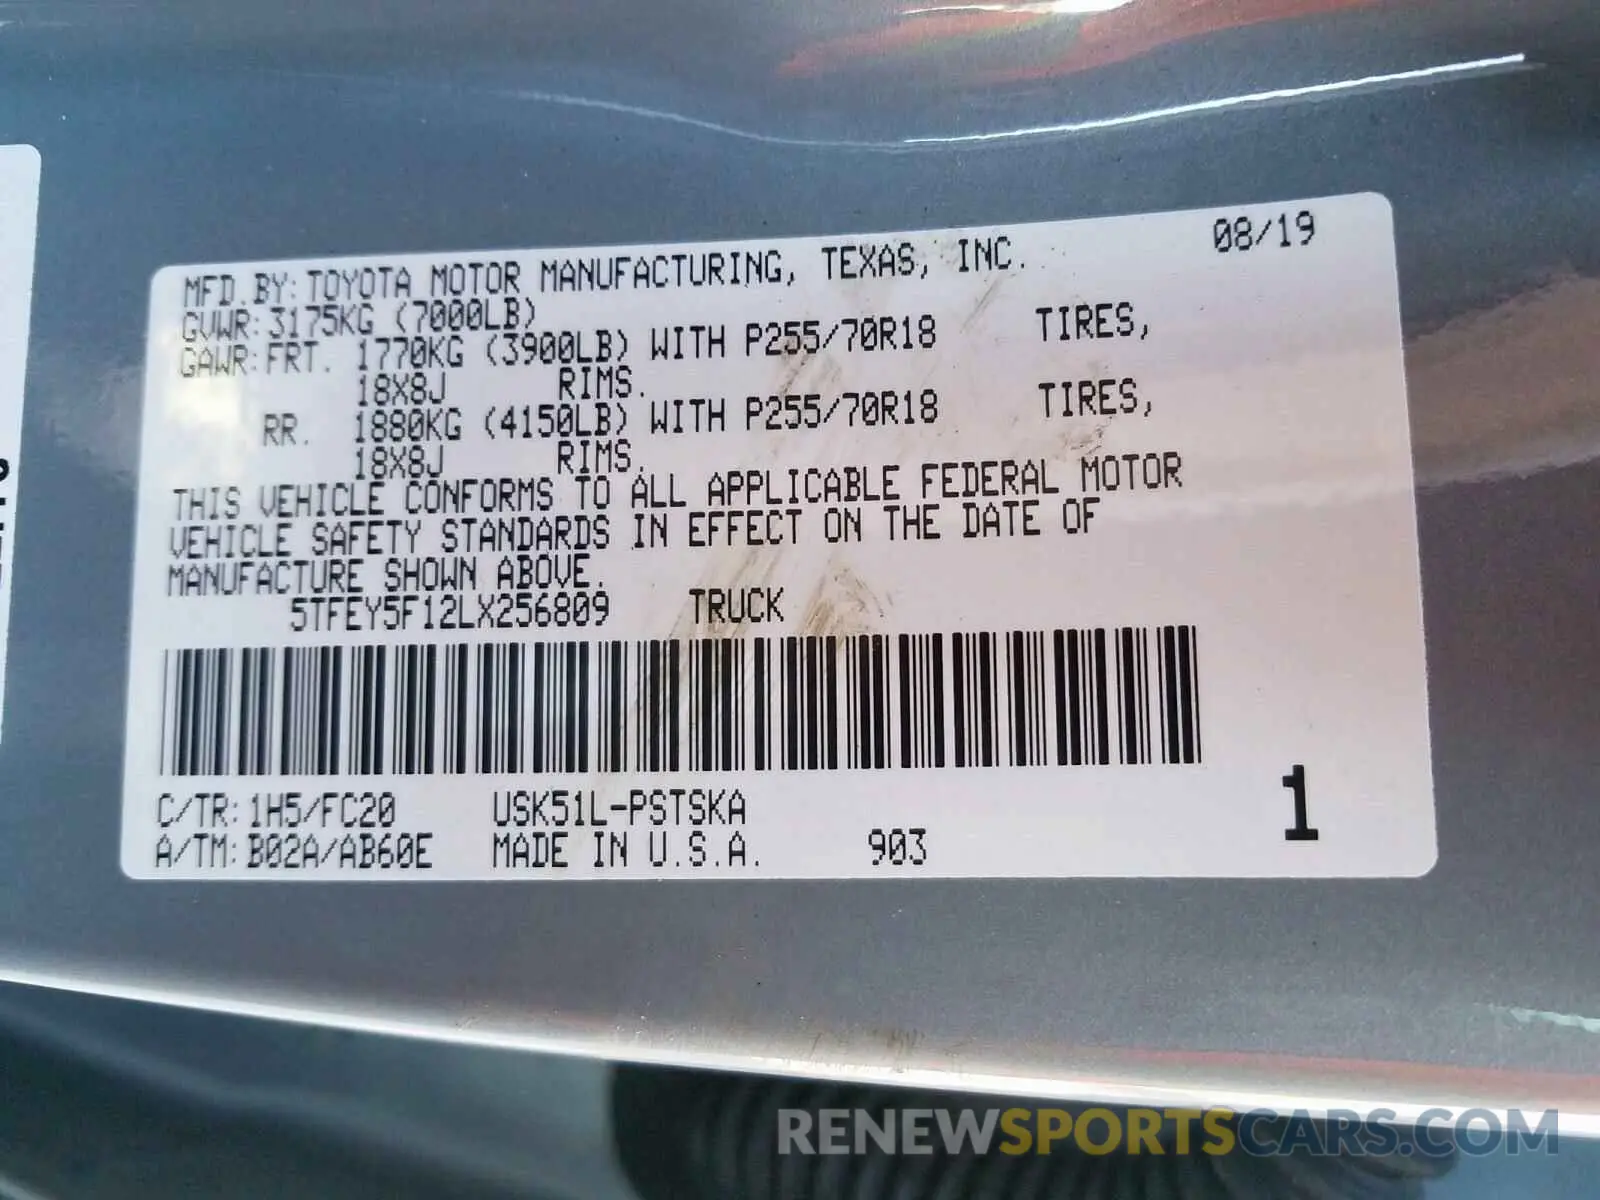 MFD.BY:TOYOTA MOTOR MANUFACTURING, TEXAS, INC. 08/19
GVWR:3175KG (7000LB)
GAWR:FRT. 1770KG (3900LB) WITH P255/70R18 TIRES,
18X8J RIMS.
RR. 1880KG (4150LB) WITH P255/70R18 TIRES,
18X8J RIMS.
THIS VEHICLE CONFORMS TO ALL APPLICABLE FEDERAL MOTOR
VEHICLE SAFETY STANDARDS IN EFFECT ON THE DATE OF
MANUFACTURE SHOWN ABOVE.
5TFEY5F12LX256809 TRUCK
C/TR:1H5/FC20 USK51L-PSTSKA
A/TM:B02A/AB60E MADE IN U.S.A. 903
1
RENEWSPORTSCARS.COM